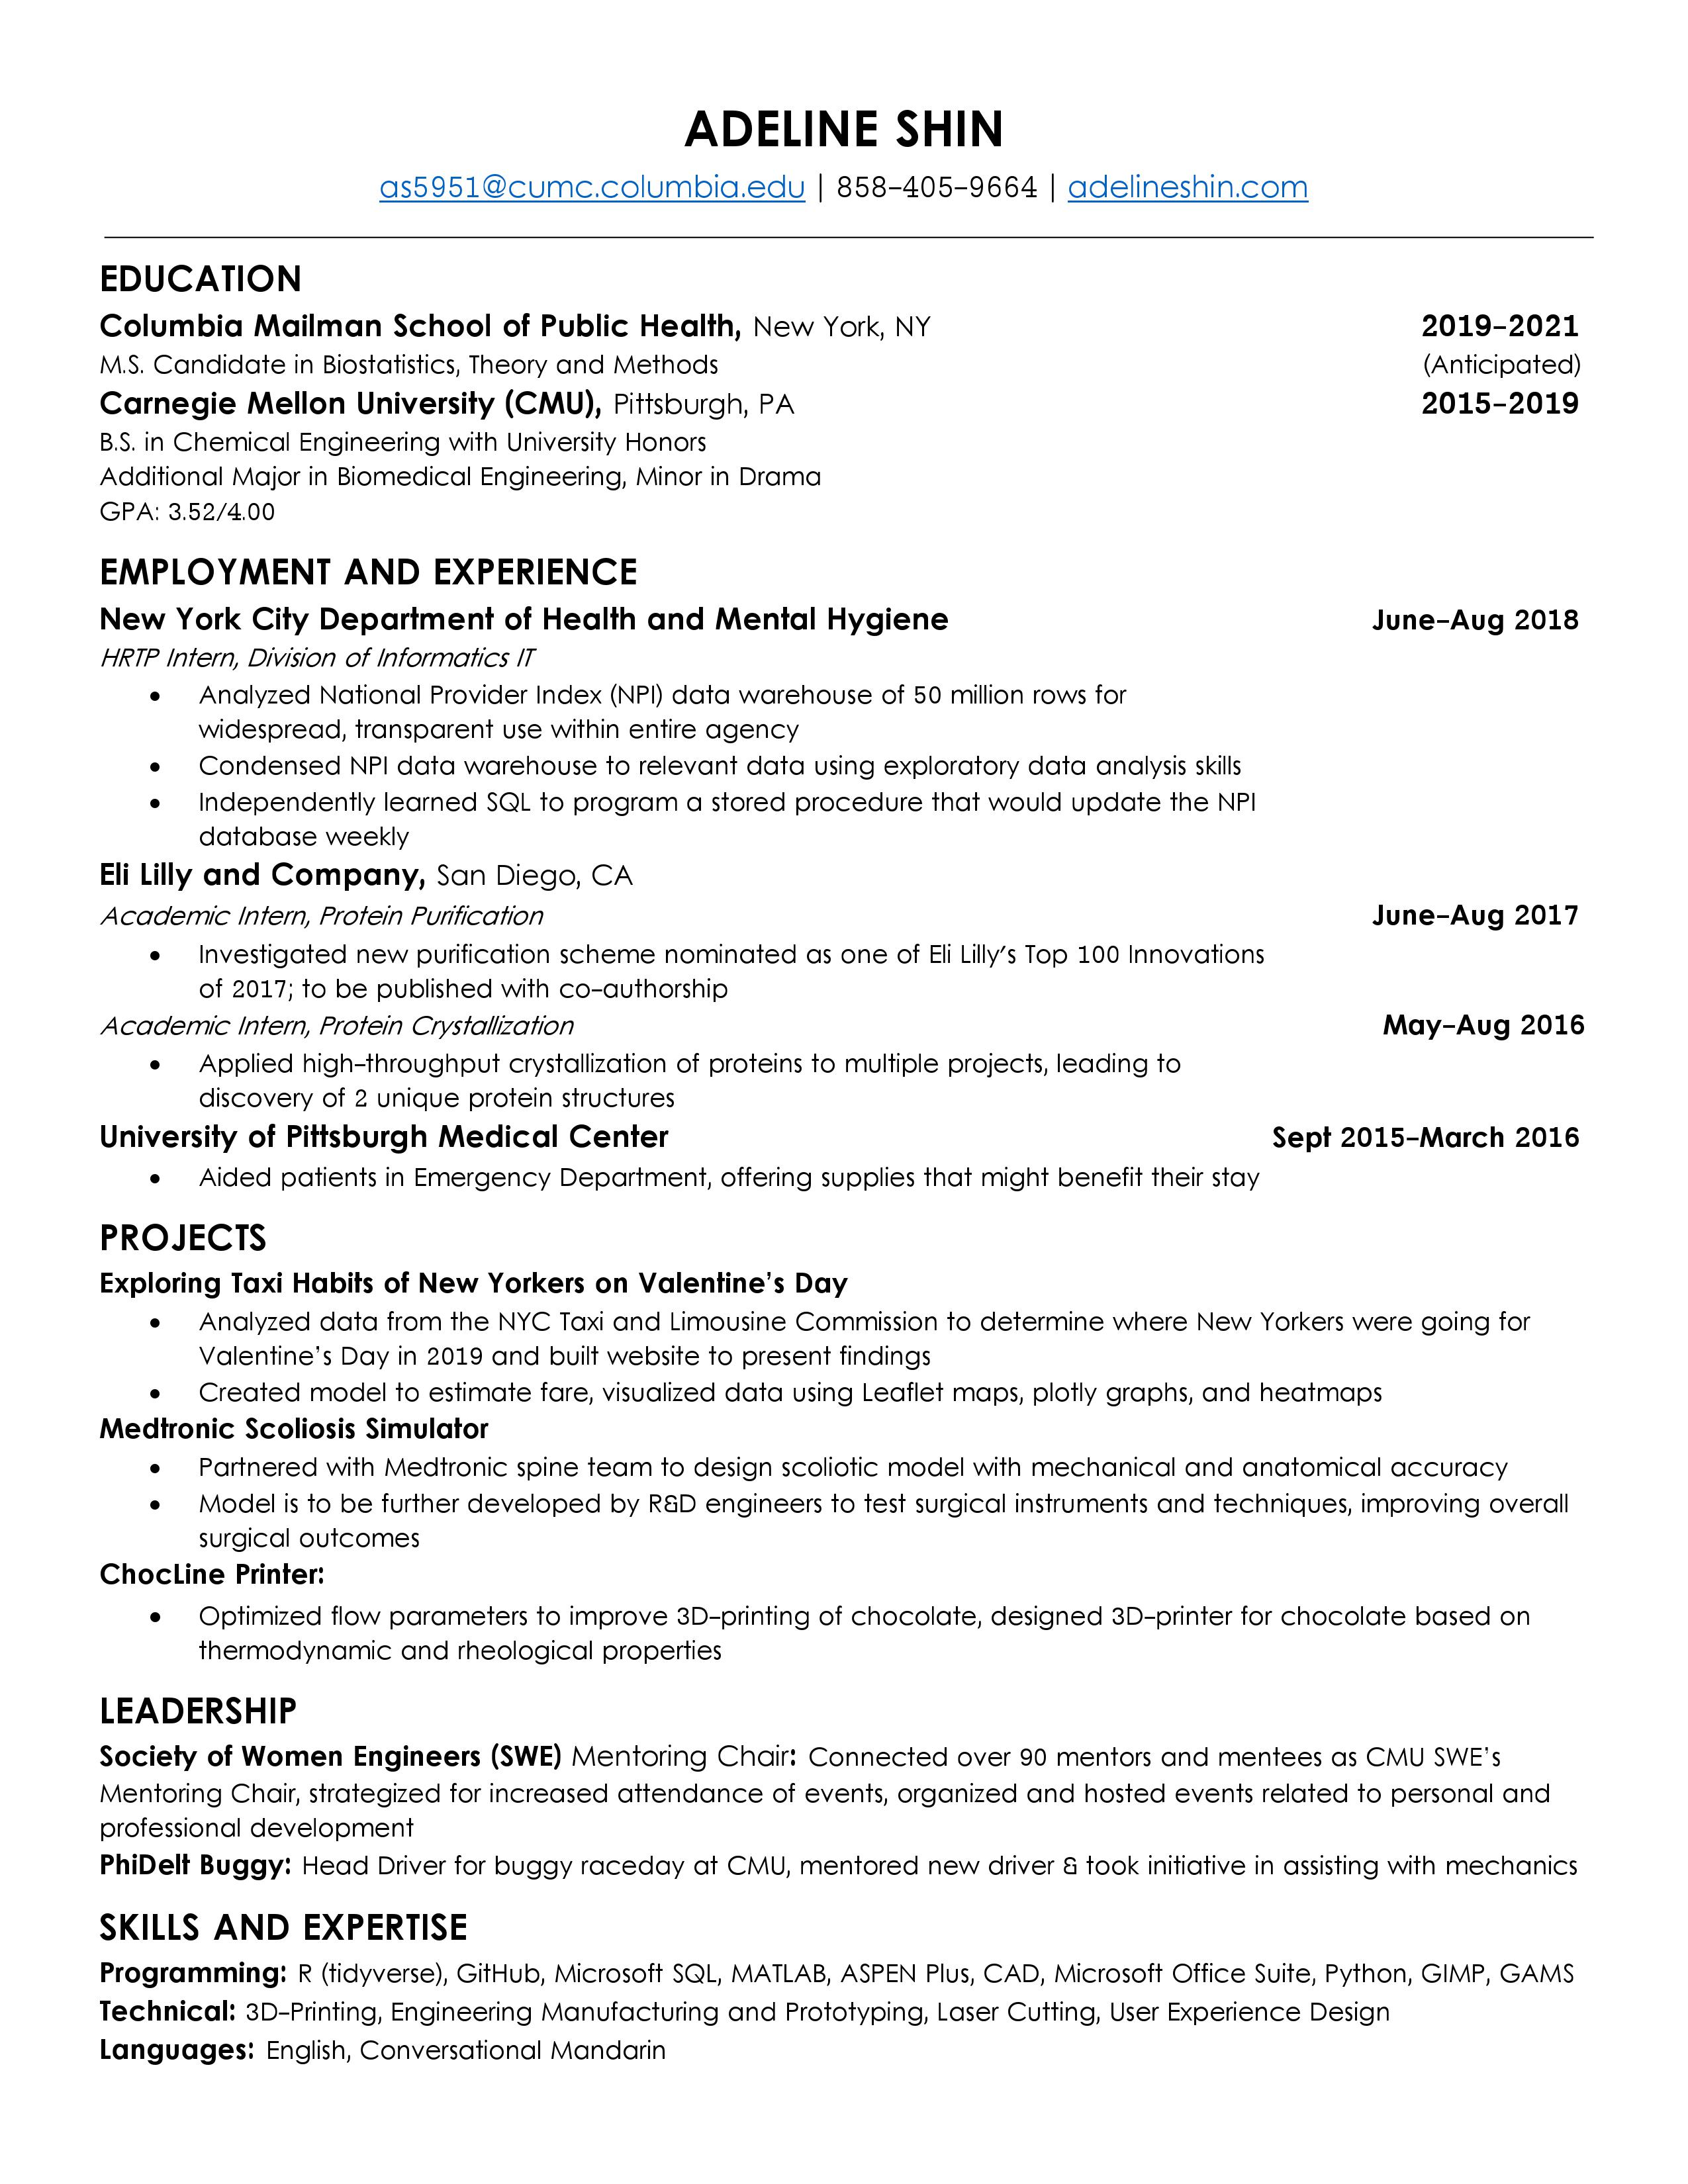 ADELINE SHIN
as5951@cumc.columbia.edu | 858-405-9664 | adelineshin.com
EDUCATION
Columbia Mailman School of Public Health, New York, NY 2019-2021
M.S. Candidate in Biostatistics, Theory and Methods (Anticipated)
Carnegie Mellon University (CMU), Pittsburgh, PA 2015-2019
B.S. in Chemical Engineering with University Honors
Additional Major in Biomedical Engineering, Minor in Drama
GPA: 3.52/4.00
EMPLOYMENT AND EXPERIENCE
New York City Department of Health and Mental Hygiene June-Aug 2018
HRTP Intern, Division of Informatics IT
• Analyzed National Provider Index (NPI) data warehouse of 50 million rows for
widespread, transparent use within entire agency
• Condensed NPI data warehouse to relevant data using exploratory data analysis skills
• Independently learned SQL to program a stored procedure that would update the NPI
database weekly
Eli Lilly and Company, San Diego, CA
Academic Intern, Protein Purification June-Aug 2017
• Investigated new purification scheme nominated as one of Eli Lilly's Top 100 Innovations
of 2017; to be published with co-authorship
Academic Intern, Protein Crystallization May-Aug 2016
• Applied high-throughput crystallization of proteins to multiple projects, leading to
discovery of 2 unique protein structures
University of Pittsburgh Medical Center Sept 2015-March 2016
• Aided patients in Emergency Department, offering supplies that might benefit their stay
PROJECTS
Exploring Taxi Habits of New Yorkers on Valentine's Day
• Analyzed data from the NYC Taxi and Limousine Commission to determine where New Yorkers were going for
Valentine's Day in 2019 and built website to present findings
• Created model to estimate fare, visualized data using Leaflet maps, plotly graphs, and heatmaps
Medtronic Scoliosis Simulator
• Partnered with Medtronic spine team to design scoliotic model with mechanical and anatomical accuracy
• Model is to be further developed by R&D engineers to test surgical instruments and techniques, improving overall
surgical outcomes
ChocLine Printer:
• Optimized flow parameters to improve 3D-printing of chocolate, designed 3D-printer for chocolate based on
thermodynamic and rheological properties
LEADERSHIP
Society of Women Engineers (SWE) Mentoring Chair: Connected over 90 mentors and mentees as CMU SWE's
Mentoring Chair, strategized for increased attendance of events, organized and hosted events related to personal and
professional development
PhiDelt Buggy: Head Driver for buggy raceday at CMU, mentored new driver & took initiative in assisting with mechanics
SKILLS AND EXPERTISE
Programming: R (tidyverse), GitHub, Microsoft SQL, MATLAB, ASPEN Plus, CAD, Microsoft Office Suite, Python, GIMP, GAMS
Technical: 3D-Printing, Engineering Manufacturing and Prototyping, Laser Cutting, User Experience Design
Languages: English, Conversational Mandarin